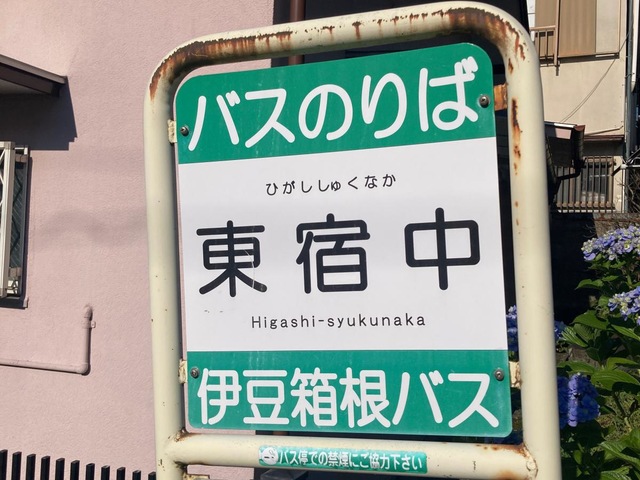 バスのりば
ひがししゅくなか
東宿中
Higashi-syukunaka
伊豆箱根バス
バス停での禁煙にご協力下さい